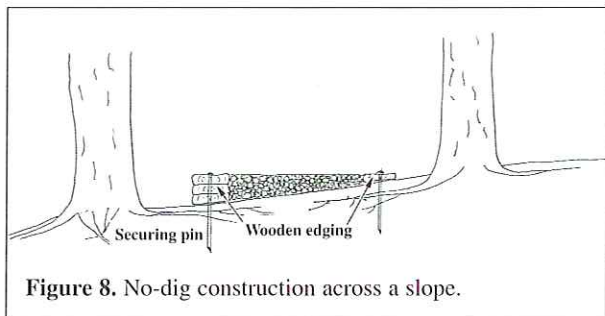 Securing pin
Wooden edging
Figure 8. No-dig construction across a slope.